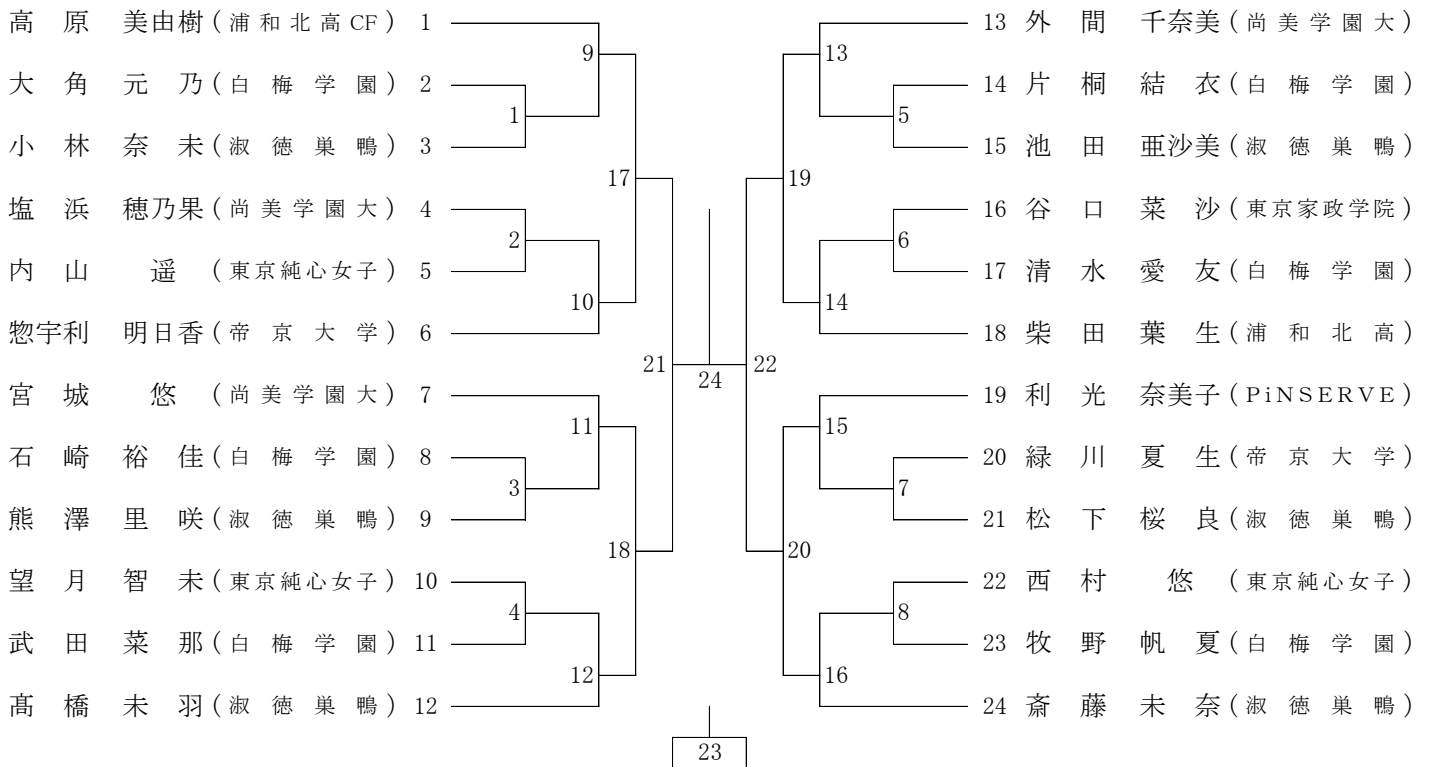 高原 美由樹(浦和北高CF) 1
大角元乃(白梅学園) 2
小林奈未(淑徳巣鴨) 3
塩浜 穂乃果(尚美学園大) 4
内山 遥(東京純心女子) 5
惣宇利 明日香(帝京大学) 6
宮城 悠(尚美学園大) 7
石崎裕佳(白梅学園) 8
熊澤里咲(淑徳巣鴨) 9
望月智未(東京純心女子) 10
武田菜那(白梅学園) 11
髙橋未羽(淑徳巣鴨) 12
9
1
17
2
10
21
11
3
18
4
12
24
23
13
5
19
6
14
22
15
7
20
8
16
13 外間 千奈美(尚美学園大)
14 片桐結衣(白梅学園)
15 池田 亜沙美(淑徳巣鴨)
16 谷口菜沙(東京家政学院)
17 清水愛友(白梅学園)
18 柴田葉生(浦和北高)
19 利光 奈美子(PiNSERVE)
20 緑川夏生(帝京大学)
21 松下桜良(淑徳巣鴨)
22 西村 悠(東京純心女子)
23 牧野帆夏(白梅学園)
24 斎藤未奈(淑徳巣鴨)